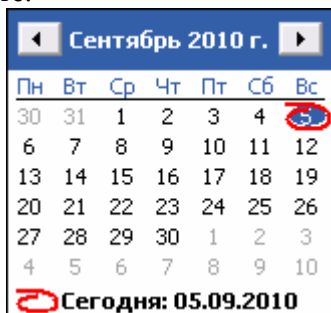 Сентябрь 2010 г.
Пн Вт Ср Чт Пт Сб Вс
30 31 1 2 3 4 5
6 7 8 9 10 11 12
13 14 15 16 17 18 19
20 21 22 23 24 25 26
27 28 29 30 1 2 3
4 5 6 7 8 9 10
Сегодня: 05.09.2010